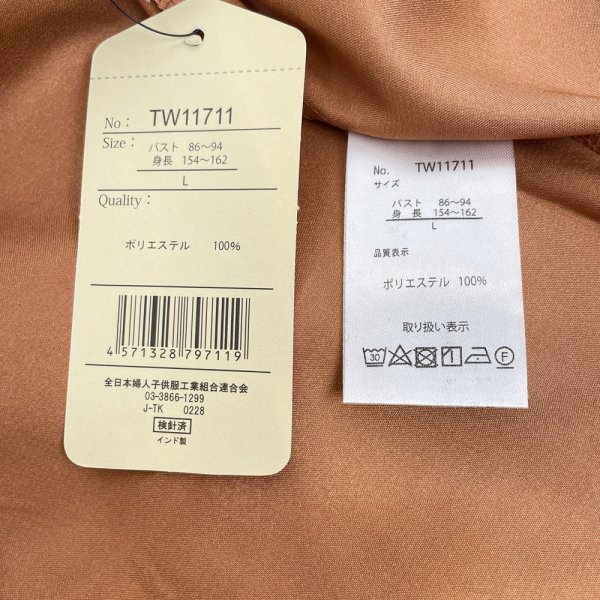 No: TW11711
Size: バスト 86～94
身長 154～162
L
Quality:
ポリエステル 100%
4 571328 797119
全日本婦人子供服工業組合連合会
03-3866-1299
J-TK 0228
検針済
インド製
No. TW11711
サイズ
バスト 86～94
身 長 154～162
L
品質表示
ポリエステル 100%
取り扱い表示
30 F